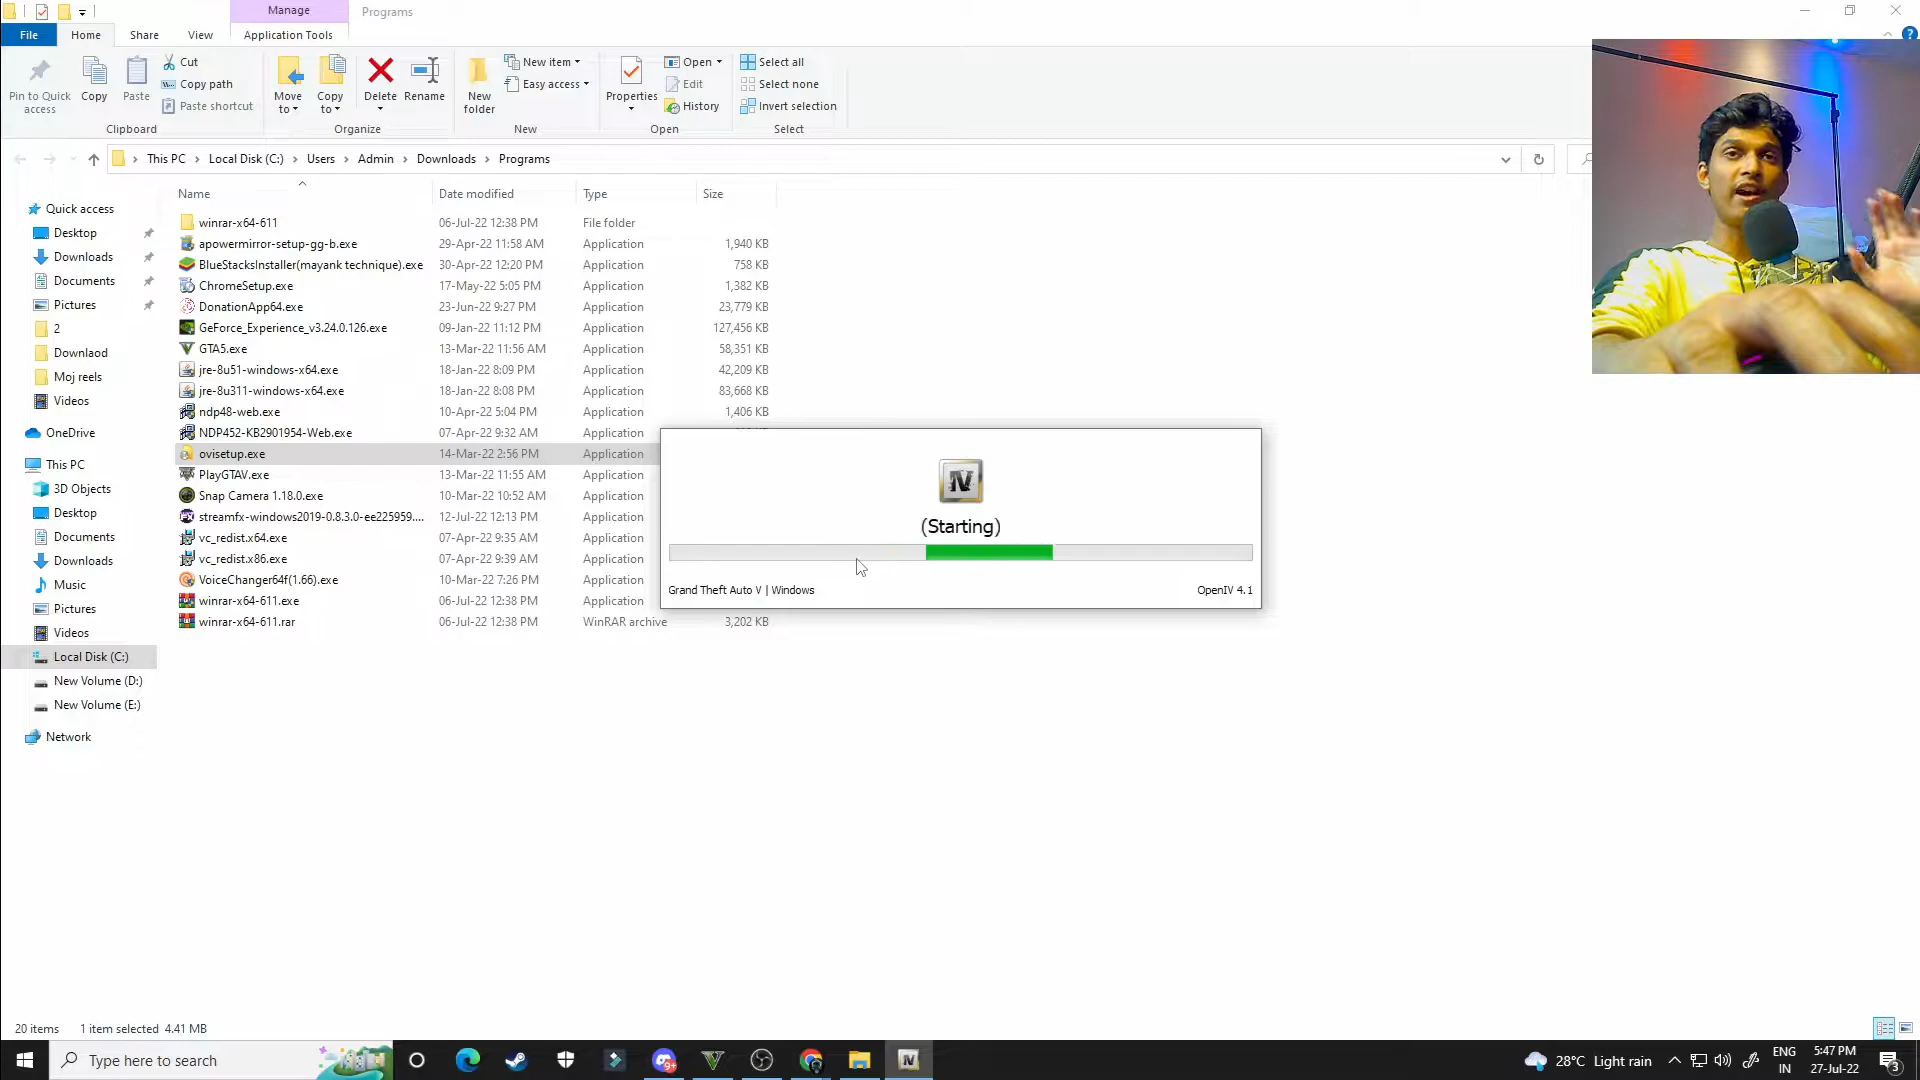 Manage
Programs
File
Home
Share
View
Application Tools
Pin to Quick access
Copy
Paste
Cut
Copy path
Paste shortcut
Clipboard
Move to
Copy to
Delete
Rename
Organize
New folder
New item
Easy access
New
Properties
Open
Edit
History
Open
Select all
Select none
Invert selection
Select
This PC
Local Disk (C:)
Users
Admin
Downloads
Programs
Name
Date modified
Type
Size
Quick access
Desktop
Downloads
Documents
Pictures
2
Downlaod
Moj reels
Videos
OneDrive
This PC
3D Objects
Desktop
Documents
Downloads
Music
Pictures
Videos
Local Disk (C:)
New Volume (D:)
New Volume (E:)
Network
winrar-x64-611 06-Jul-22 12:38 PM File folder
apowermirror-setup-gg-b.exe 29-Apr-22 11:58 AM Application 1,940 KB
BlueStacksInstaller(mayank technique).exe 30-Apr-22 12:20 PM Application 758 KB
ChromeSetup.exe 17-May-22 5:05 PM Application 1,382 KB
DonationApp64.exe 23-Jun-22 9:27 PM Application 23,779 KB
GeForce_Experience_v3.24.0.126.exe 09-Jan-22 11:12 PM Application 127,456 KB
GTA5.exe 13-Mar-22 11:56 AM Application 58,351 KB
jre-8u51-windows-x64.exe 18-Jan-22 8:09 PM Application 42,209 KB
jre-8u311-windows-x64.exe 18-Jan-22 8:08 PM Application 83,668 KB
ndp48-web.exe 10-Apr-22 5:04 PM Application 1,406 KB
NDP452-KB2901954-Web.exe 07-Apr-22 9:32 AM Application
ovisetup.exe 14-Mar-22 2:56 PM Application
PlayGTAV.exe 13-Mar-22 11:55 AM Application
Snap Camera 1.18.0.exe 10-Mar-22 10:52 AM Application
streamfx-windows2019-0.8.3.0-ee225959.... 12-Jul-22 12:13 PM Application
vc_redist.x64.exe 07-Apr-22 9:35 AM Application
vc_redist.x86.exe 07-Apr-22 9:39 AM Application
VoiceChanger64f(1.66).exe 10-Mar-22 7:26 PM Application
winrar-x64-611.exe 06-Jul-22 12:38 PM Application
winrar-x64-611.rar 06-Jul-22 12:38 PM WinRAR archive 3,202 KB
IV
(Starting)
Grand Theft Auto V | Windows
OpenIV 4.1
20 items 1 item selected 4.41 MB
Type here to search
28°C Light rain
ENG
IN
5:47 PM
27-Jul-22
3